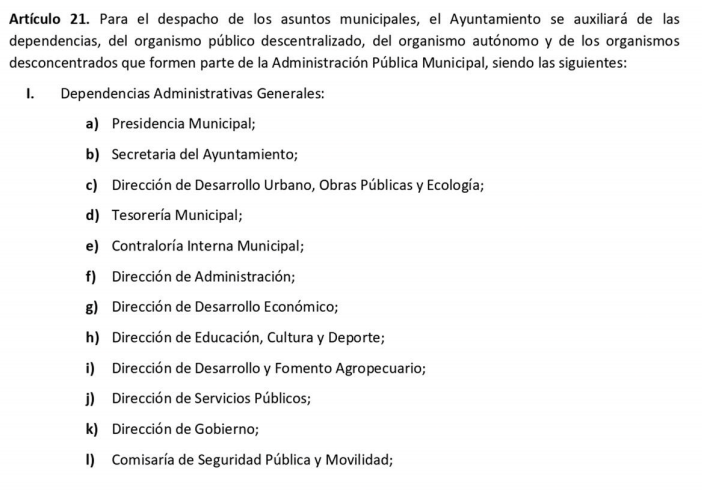 Artículo 21. Para el despacho de los asuntos municipales, el Ayuntamiento se auxiliará de las
dependencias, del organismo público descentralizado, del organismo autónomo y de los organismos
desconcentrados que formen parte de la Administración Pública Municipal, siendo las siguientes:
I. Dependencias Administrativas Generales:
a) Presidencia Municipal;
b) Secretaria del Ayuntamiento;
c) Dirección de Desarrollo Urbano, Obras Públicas y Ecología;
d) Tesorería Municipal;
e) Contraloría Interna Municipal;
f) Dirección de Administración;
g) Dirección de Desarrollo Económico;
h) Dirección de Educación, Cultura y Deporte;
i) Dirección de Desarrollo y Fomento Agropecuario;
j) Dirección de Servicios Públicos;
k) Dirección de Gobierno;
l) Comisaría de Seguridad Pública y Movilidad;